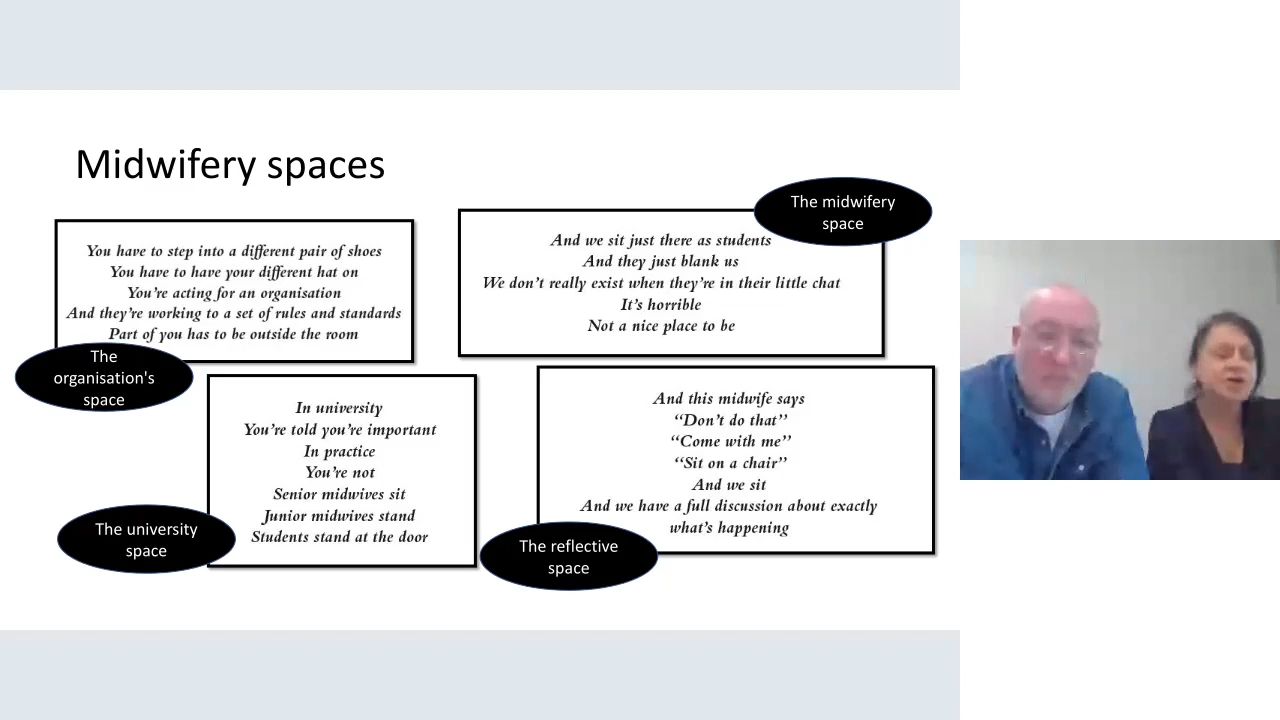 Midwifery spaces
You have to step into a different pair of shoes
You have to have your different hat on
You're acting for an organisation
And they're working to a set of rules and standards
Part of you has to be outside the room
The
organisation's
space
The midwifery
space
And we sit just there as students
And they just blank us
We don't really exist when they're in their little chat
It's horrible
Not a nice place to be
In university
You're told you're important
In practice
You're not
Senior midwives sit
Junior midwives stand
Students stand at the door
The university
space
And this midwife says
“Don't do that”
“Come with me”
“Sit on a chair”
And we sit
And we have a full discussion about exactly
what's happening
The reflective
space